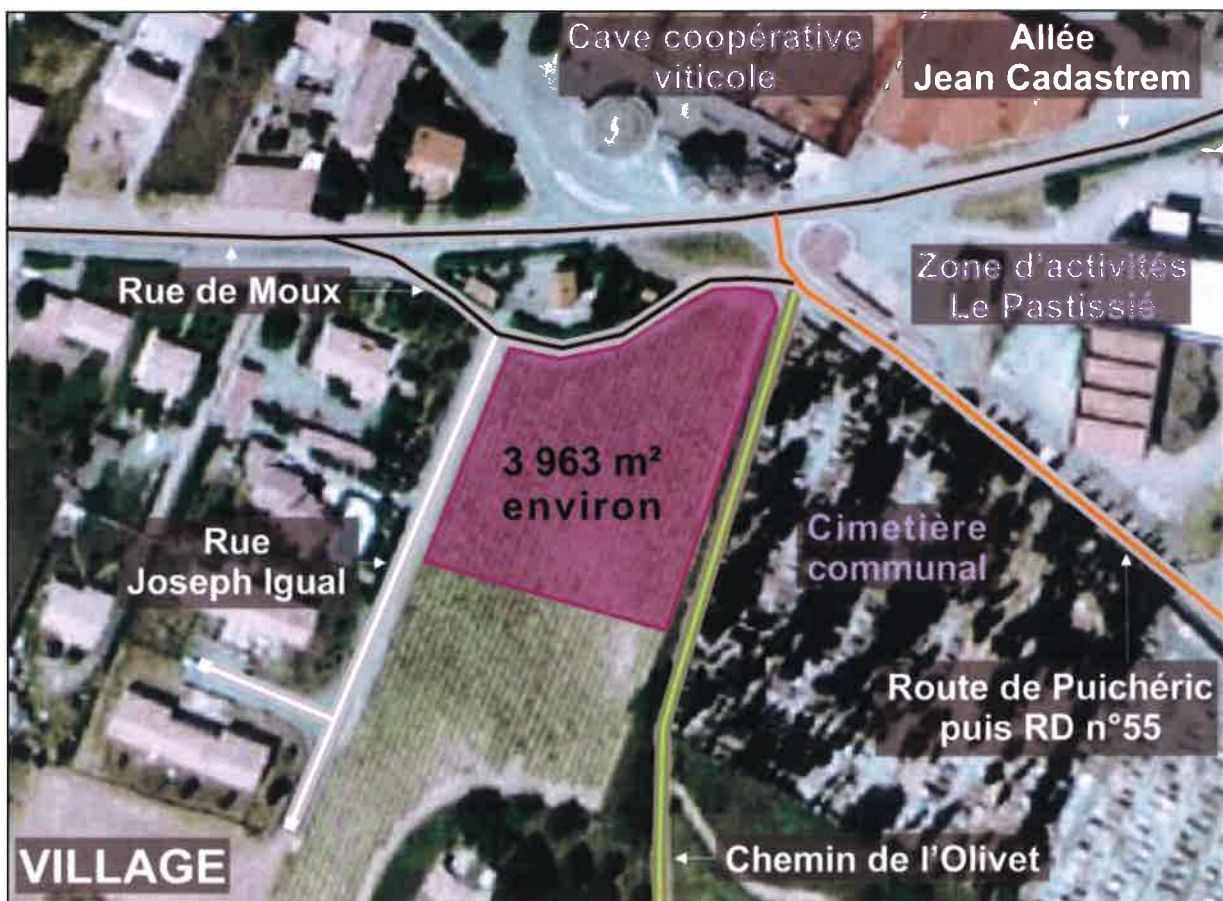 Cave coopérative
viticole
Allée
Jean Cadastrem
Rue de Moux
Zone d'activités
Le Pastissié
3 963 m²
environ
Rue
Joseph Igual
Cimetière
communal
Route de Puichéric
puis RD n°55
VILLAGE
Chemin de l'Olivet